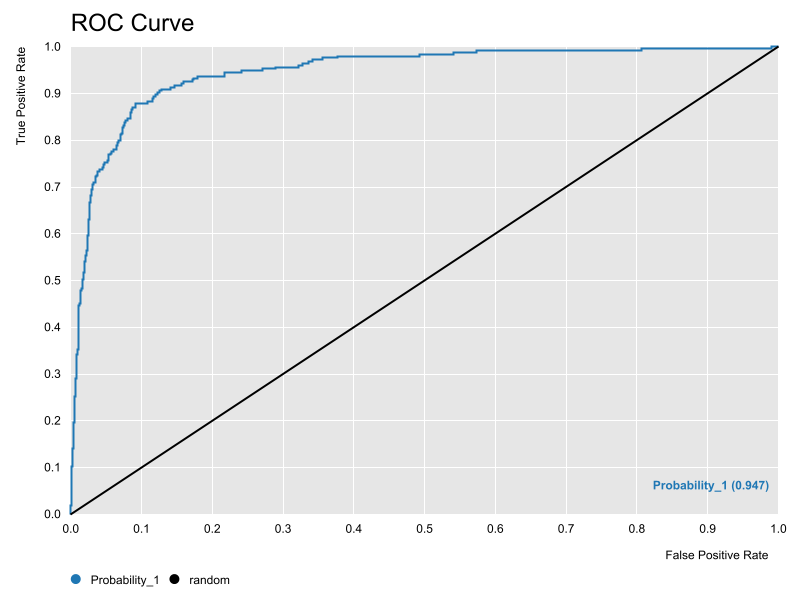 ROC Curve
True Positive Rate
1.0
0.9
0.8
0.7
0.6
0.5
0.4
0.3
0.2
0.1
0.0
Probability_1 (0.947)
0.0 0.1 0.2 0.3 0.4 0.5 0.6 0.7 0.8 0.9 1.0
False Positive Rate
Probability_1 random